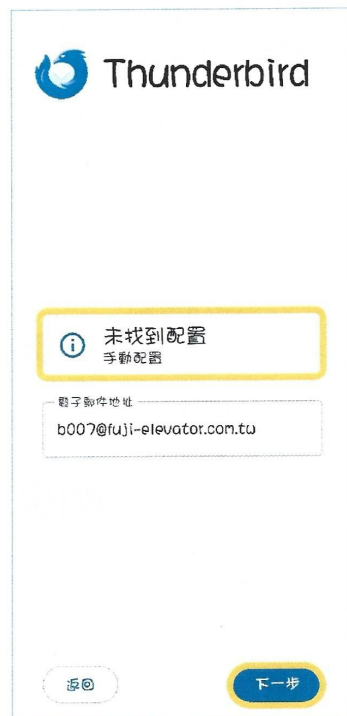 Thunderbird
未找到配置
手動配置
電子郵件地址
b007@fuji-elevator.com.tw
返回
下一步